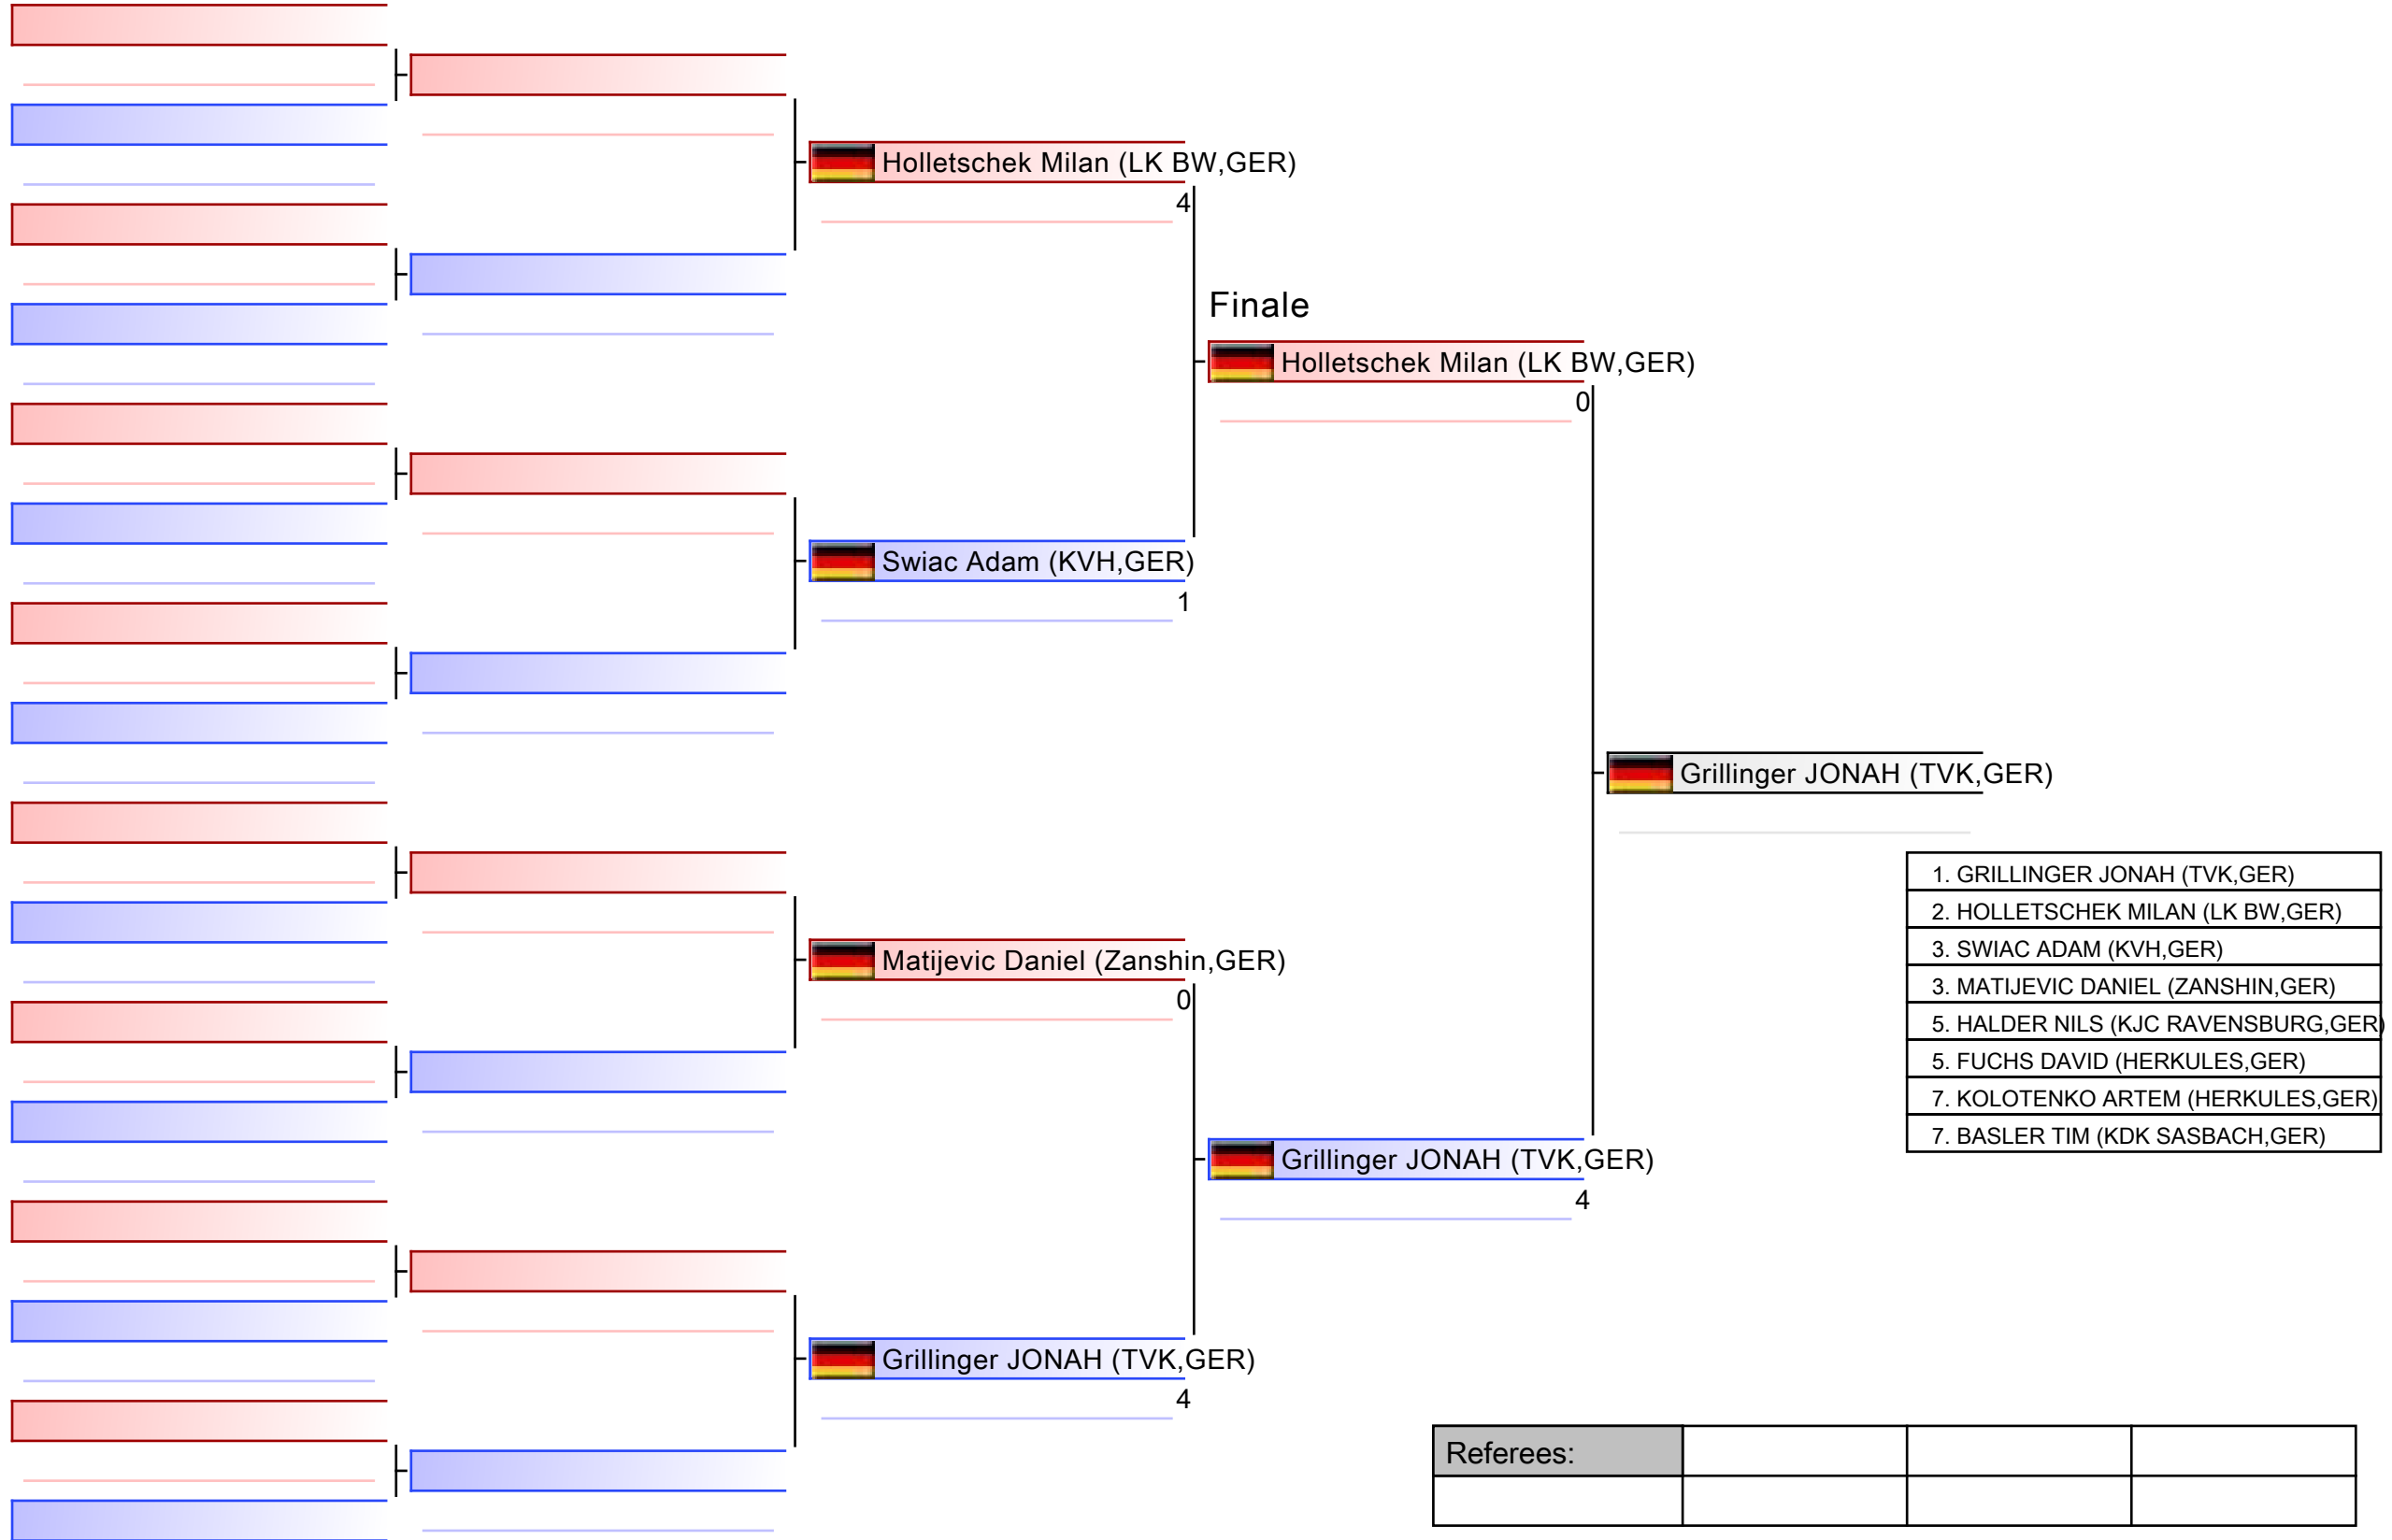 Holletschek Milan (LK BW,GER)
4
Finale
Holletschek Milan (LK BW,GER)
0
Swiac Adam (KVH,GER)
1
Grillinger JONAH (TVK,GER)
1. GRILLINGER JONAH (TVK,GER)
2. HOLLETSCHEK MILAN (LK BW,GER)
3. SWIAC ADAM (KVH,GER)
3. MATIJEVIC DANIEL (ZANSHIN,GER)
5. HALDER NILS (KJC RAVENSBURG,GER)
5. FUCHS DAVID (HERKULES,GER)
7. KOLOTENKO ARTEM (HERKULES,GER)
7. BASLER TIM (KDK SASBACH,GER)
Matijevic Daniel (Zanshin,GER)
0
Grillinger JONAH (TVK,GER)
4
Grillinger JONAH (TVK,GER)
4
Referees: